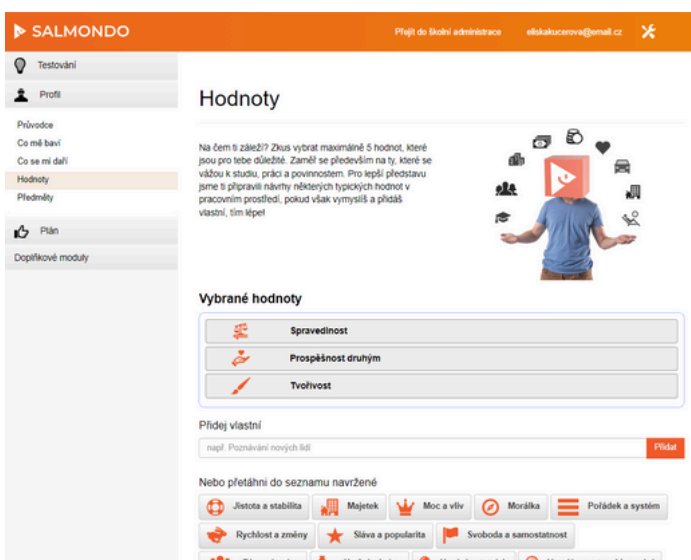 SALMONDO
Přejít do školní administrace
eliskakucerova@email.cz
Testování
Profil
Průvodce
Co mě baví
Co se mi daří
Hodnoty
Předměty
Plán
Doplňkové moduly
Hodnoty
Na čem ti záleží? Zkus vybrat maximálně 5 hodnot, které
jsou pro tebe důležité. Zaměř se především na ty, které se
vážou k studiu, práci a povinnostem. Pro lepší představu
jsme ti připravili návrhy některých typických hodnot v
pracovním prostředí, pokud však vymyslíš a přidáš
vlastní, tím lépe!
Vybrané hodnoty
Spravedlnost
Prospěšnost druhým
Tvořivost
Přidej vlastní
např. Poznávání nových lidí
Přidat
Nebo přetáhni do seznamu navržené
Jistota a stabilita
Majetek
Moc a vliv
Morálka
Pořádek a systém
Rychlost a změny
Sláva a popularita
Svoboda a samostatnost